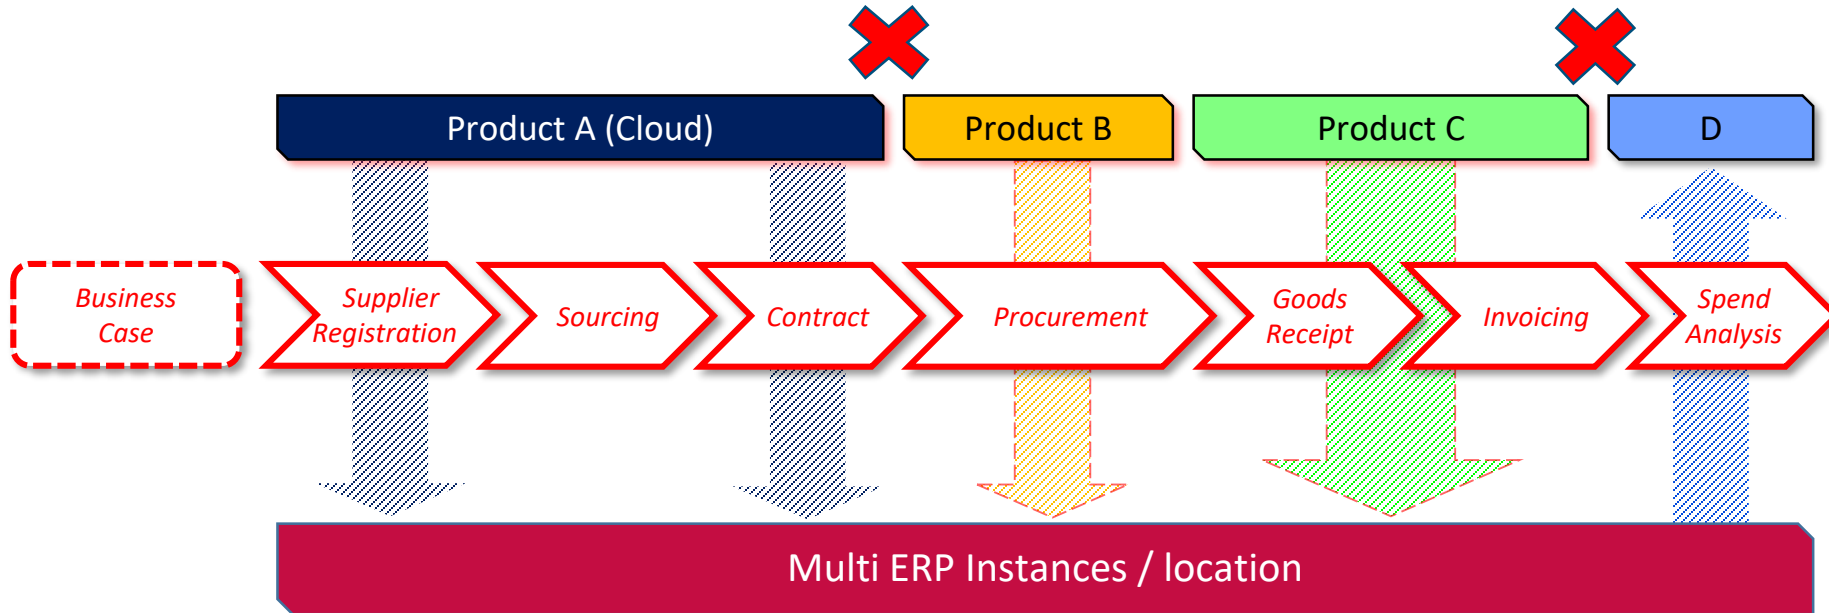 Product A (Cloud)
Product B
Product C
D
Business
Case
Supplier
Registration
Sourcing
Contract
Procurement
Goods
Receipt
Invoicing
Spend
Analysis
Multi ERP Instances / location